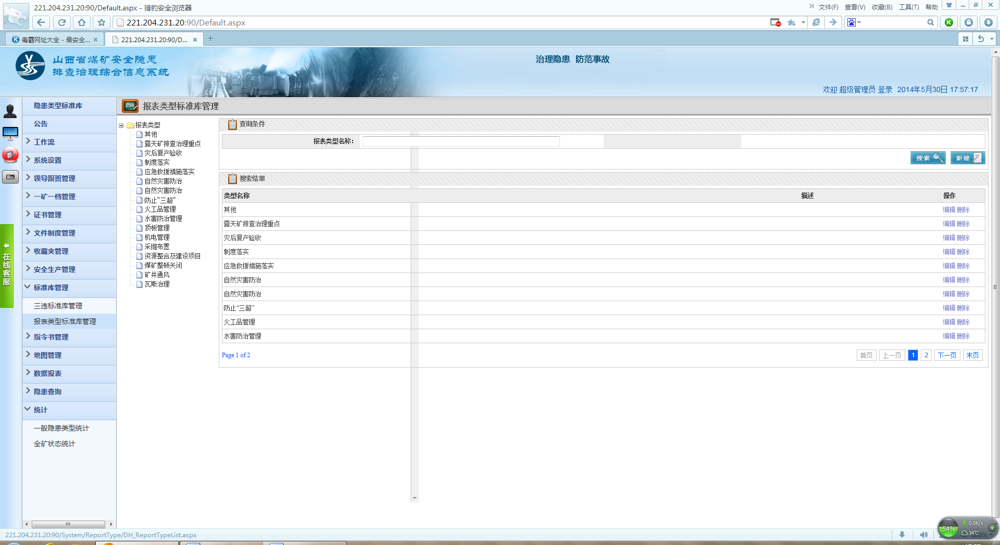 221.204.231.20:90/Default.aspx - 猎豹安全浏览器
文件(F) 查看(V) 收藏(B) 工具(T) 帮助
221.204.231.20:90/Default.aspx
毒霸网址大全 - 最安全... × 221.204.231.20:90/D... ×
山西省煤矿安全隐患
排查治理综合信息系统
治理隐患 防范事故
欢迎 超级管理员 登录 2014年5月30日 17:57:17
在线客服
隐患类型标准库
公告
工作流
系统设置
领导跟班管理
一矿一档管理
证书管理
文件制度管理
收藏夹管理
安全生产管理
标准库管理
三违标准库管理
报表类型标准库管理
指令书管理
地图管理
数据报表
隐患查询
统计
一般隐患类型统计
全矿状态统计
报表类型标准库管理
报表类型
其他
露天矿排查治理重点
灾后复产验收
制度落实
应急救援措施落实
自然灾害防治
自然灾害防治
防止“三超”
火工品管理
水害防治管理
顶板管理
机电管理
采掘布置
资源整合及建设项目
煤矿整顿关闭
矿井通风
瓦斯治理
查询条件
报表类型名称：
搜索 新建
搜索结果
类型名称 描述 操作
其他 编辑 删除
露天矿排查治理重点 编辑 删除
灾后复产验收 编辑 删除
制度落实 编辑 删除
应急救援措施落实 编辑 删除
自然灾害防治 编辑 删除
自然灾害防治 编辑 删除
防止“三超” 编辑 删除
火工品管理 编辑 删除
水害防治管理 编辑 删除
Page 1 of 2 首页 上一页 1 2 下一页 末页
221.204.231.20:90/System/ReportType/DH_ReportTypeList.aspx
54% 0.0K/s
34℃